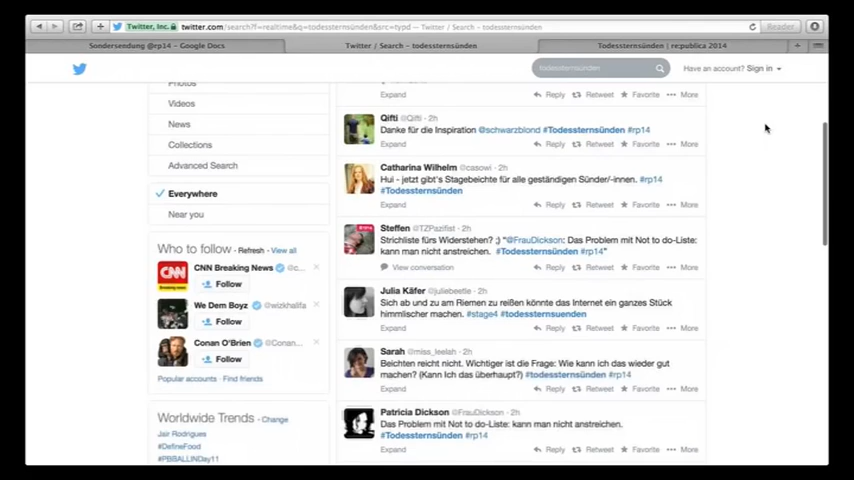 Twitter, Inc. twitter.com/search?f=realtime&q=todessternsünden&src=typd — Twitter / Search - todessternsünden
Reader
Sondersendung @rp14 – Google Docs
Twitter / Search - todessternsünden
Todessternsünden | re:publica 2014
todessternsünden
Have an account? Sign in
Photos
Videos
News
Collections
Advanced Search
Everywhere
Near you
Who to follow · Refresh · View all
CNN Breaking News @c...
Follow
We Dem Boyz @wizkhalifa
Follow
Conan O'Brien @Conan...
Follow
Popular accounts · Find friends
Worldwide Trends · Change
Jair Rodrigues
#DefineFood
#PBBALLINDay11
Expand
Reply Retweet Favorite More
Qifti @Qifti · 2h
Danke für die Inspiration @schwarzblond #Todessternsünden #rp14
Expand
Reply Retweet Favorite More
Catharina Wilhelm @casowi · 2h
Hui - jetzt gibt's Stagebeichte für alle geständigen Sünder/-innen. #rp14
#Todessternsünden
Expand
Reply Retweet Favorite More
Steffen @TZPazifist · 2h
Strichliste fürs Widerstehen? ;) "@FrauDickson: Das Problem mit Not to do-Liste:
kann man nicht anstreichen. #Todessternsünden #rp14"
View conversation
Reply Retweet Favorite More
Julia Käfer @juliebeetle · 2h
Sich ab und zu am Riemen zu reißen könnte das Internet ein ganzes Stück
himmlischer machen. #stage4 #todessternsuenden
Expand
Reply Retweet Favorite More
Sarah @miss_leelah · 2h
Beichten reicht nicht. Wichtiger ist die Frage: Wie kann ich das wieder gut
machen? (Kann Ich das überhaupt?) #todessternsünden #rp14
Expand
Reply Retweet Favorite More
Patricia Dickson @FrauDickson · 2h
Das Problem mit Not to do-Liste: kann man nicht anstreichen.
#Todessternsünden #rp14
Expand
Reply Retweet Favorite More